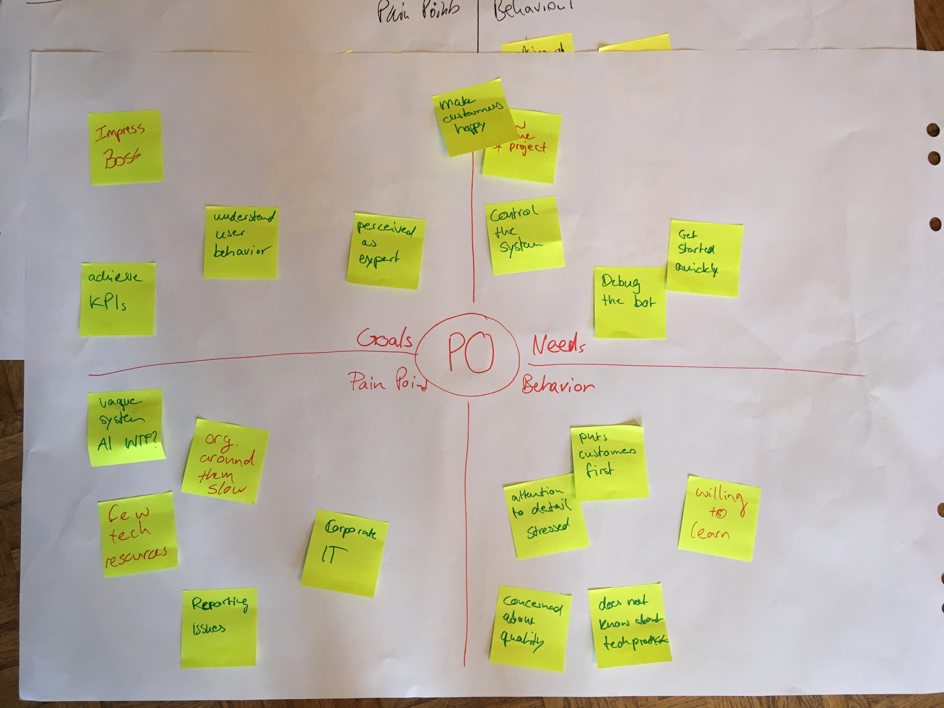 Pain Points
Behaviour
Impress
Boss
understand
user
behavior
perceived
as
expert
achieve
KPIs
make
customers
happy
project
Control
the
system
Get
Started
quickly
Debug
the bot
Goals
PO
Needs
Pain Point
Behavior
vague
system
AI WTF?
org.
around
them
slow
few
tech
resources
Corporate
IT
Reporting
issues
puts
customers
first
attention
to detail
stressed
willing
to
learn
Concerned
about
quality
does not
know about